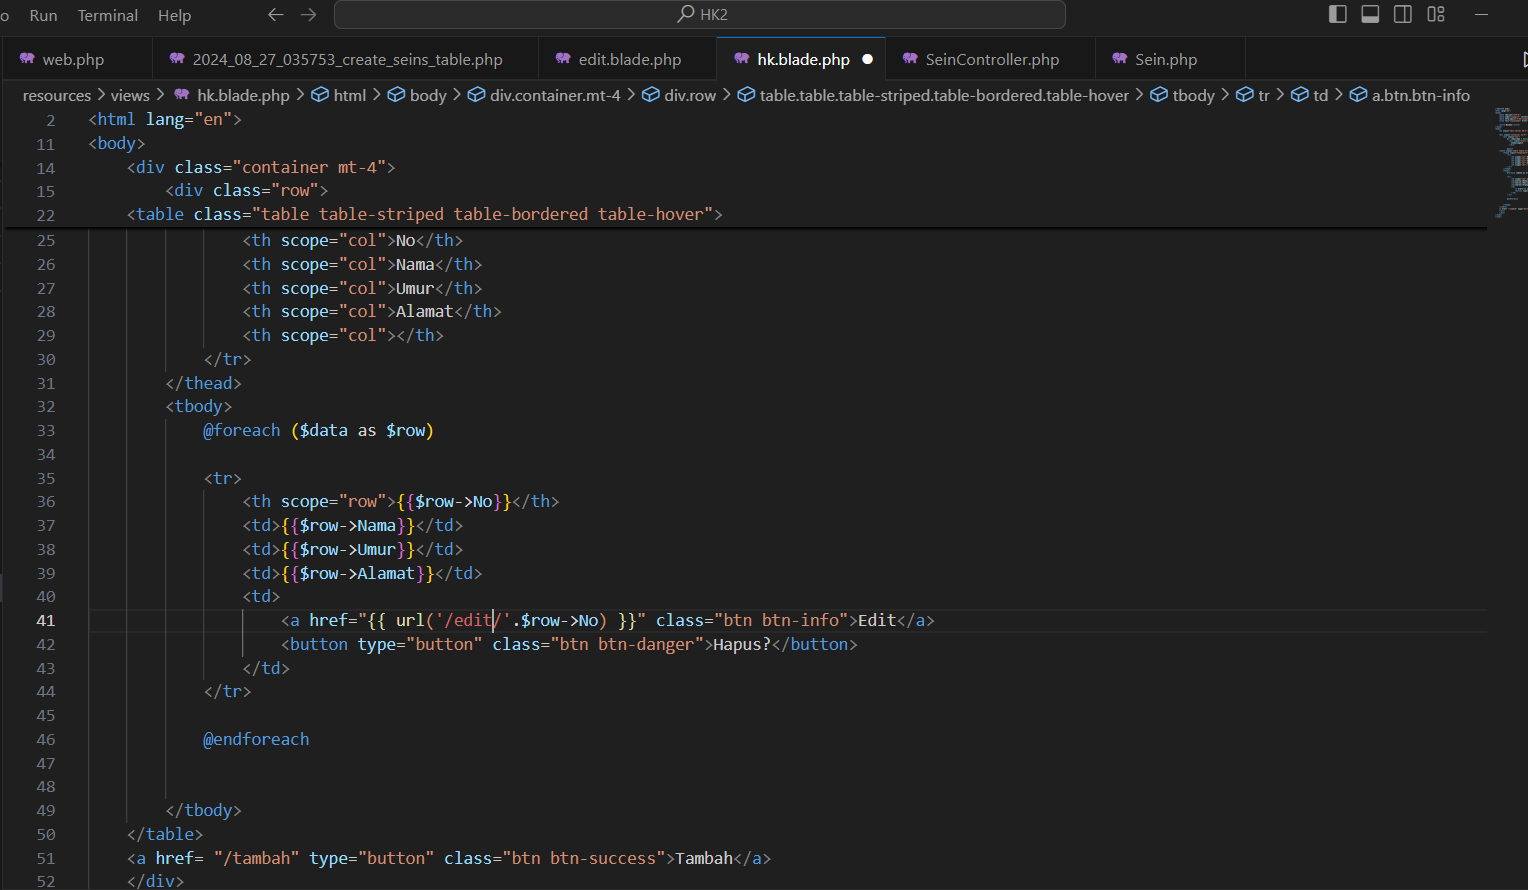 Run Terminal Help HK2
web.php 2024_08_27_035753_create_seins_table.php edit.blade.php hk.blade.php SeinController.php Sein.php
resources > views > hk.blade.php > html > body > div.container.mt-4 > div.row > table.table.table-striped.table-bordered.table-hover > tbody > tr > td > a.btn.btn-info
2 <html lang="en">
11 <body>
14 <div class="container mt-4">
15 <div class="row">
22 <table class="table table-striped table-bordered table-hover">
25 <th scope="col">No</th>
26 <th scope="col">Nama</th>
27 <th scope="col">Umur</th>
28 <th scope="col">Alamat</th>
29 <th scope="col"></th>
30 </tr>
31 </thead>
32 <tbody>
33 @foreach ($data as $row)
34
35 <tr>
36 <th scope="row">{{$row->No}}</th>
37 <td>{{$row->Nama}}</td>
38 <td>{{$row->Umur}}</td>
39 <td>{{$row->Alamat}}</td>
40 <td>
41 <a href="{{ url('/edit/'.$row->No) }}" class="btn btn-info">Edit</a>
42 <button type="button" class="btn btn-danger">Hapus?</button>
43 </td>
44 </tr>
45
46 @endforeach
47
48
49 </tbody>
50 </table>
51 <a href= "/tambah" type="button" class="btn btn-success">Tambah</a>
52 </div>